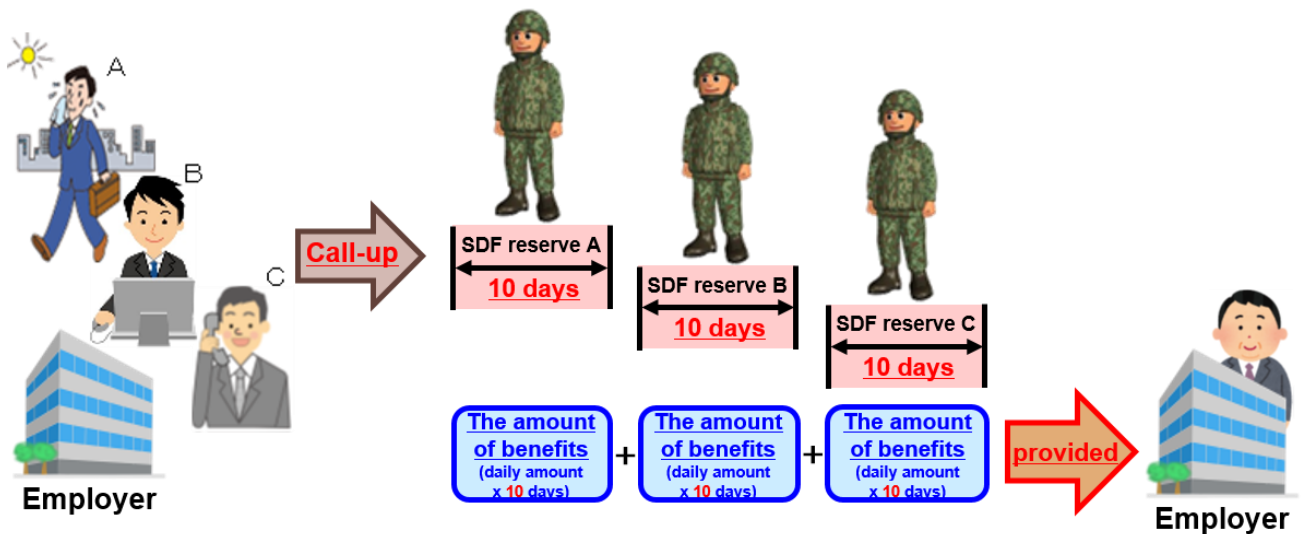 A
B
C
Employer
Call-up
SDF reserve A
10 days
SDF reserve B
10 days
SDF reserve C
10 days
The amount
of benefits
(daily amount
x 10 days)
+
The amount
of benefits
(daily amount
x 10 days)
+
The amount
of benefits
(daily amount
x 10 days)
provided
Employer